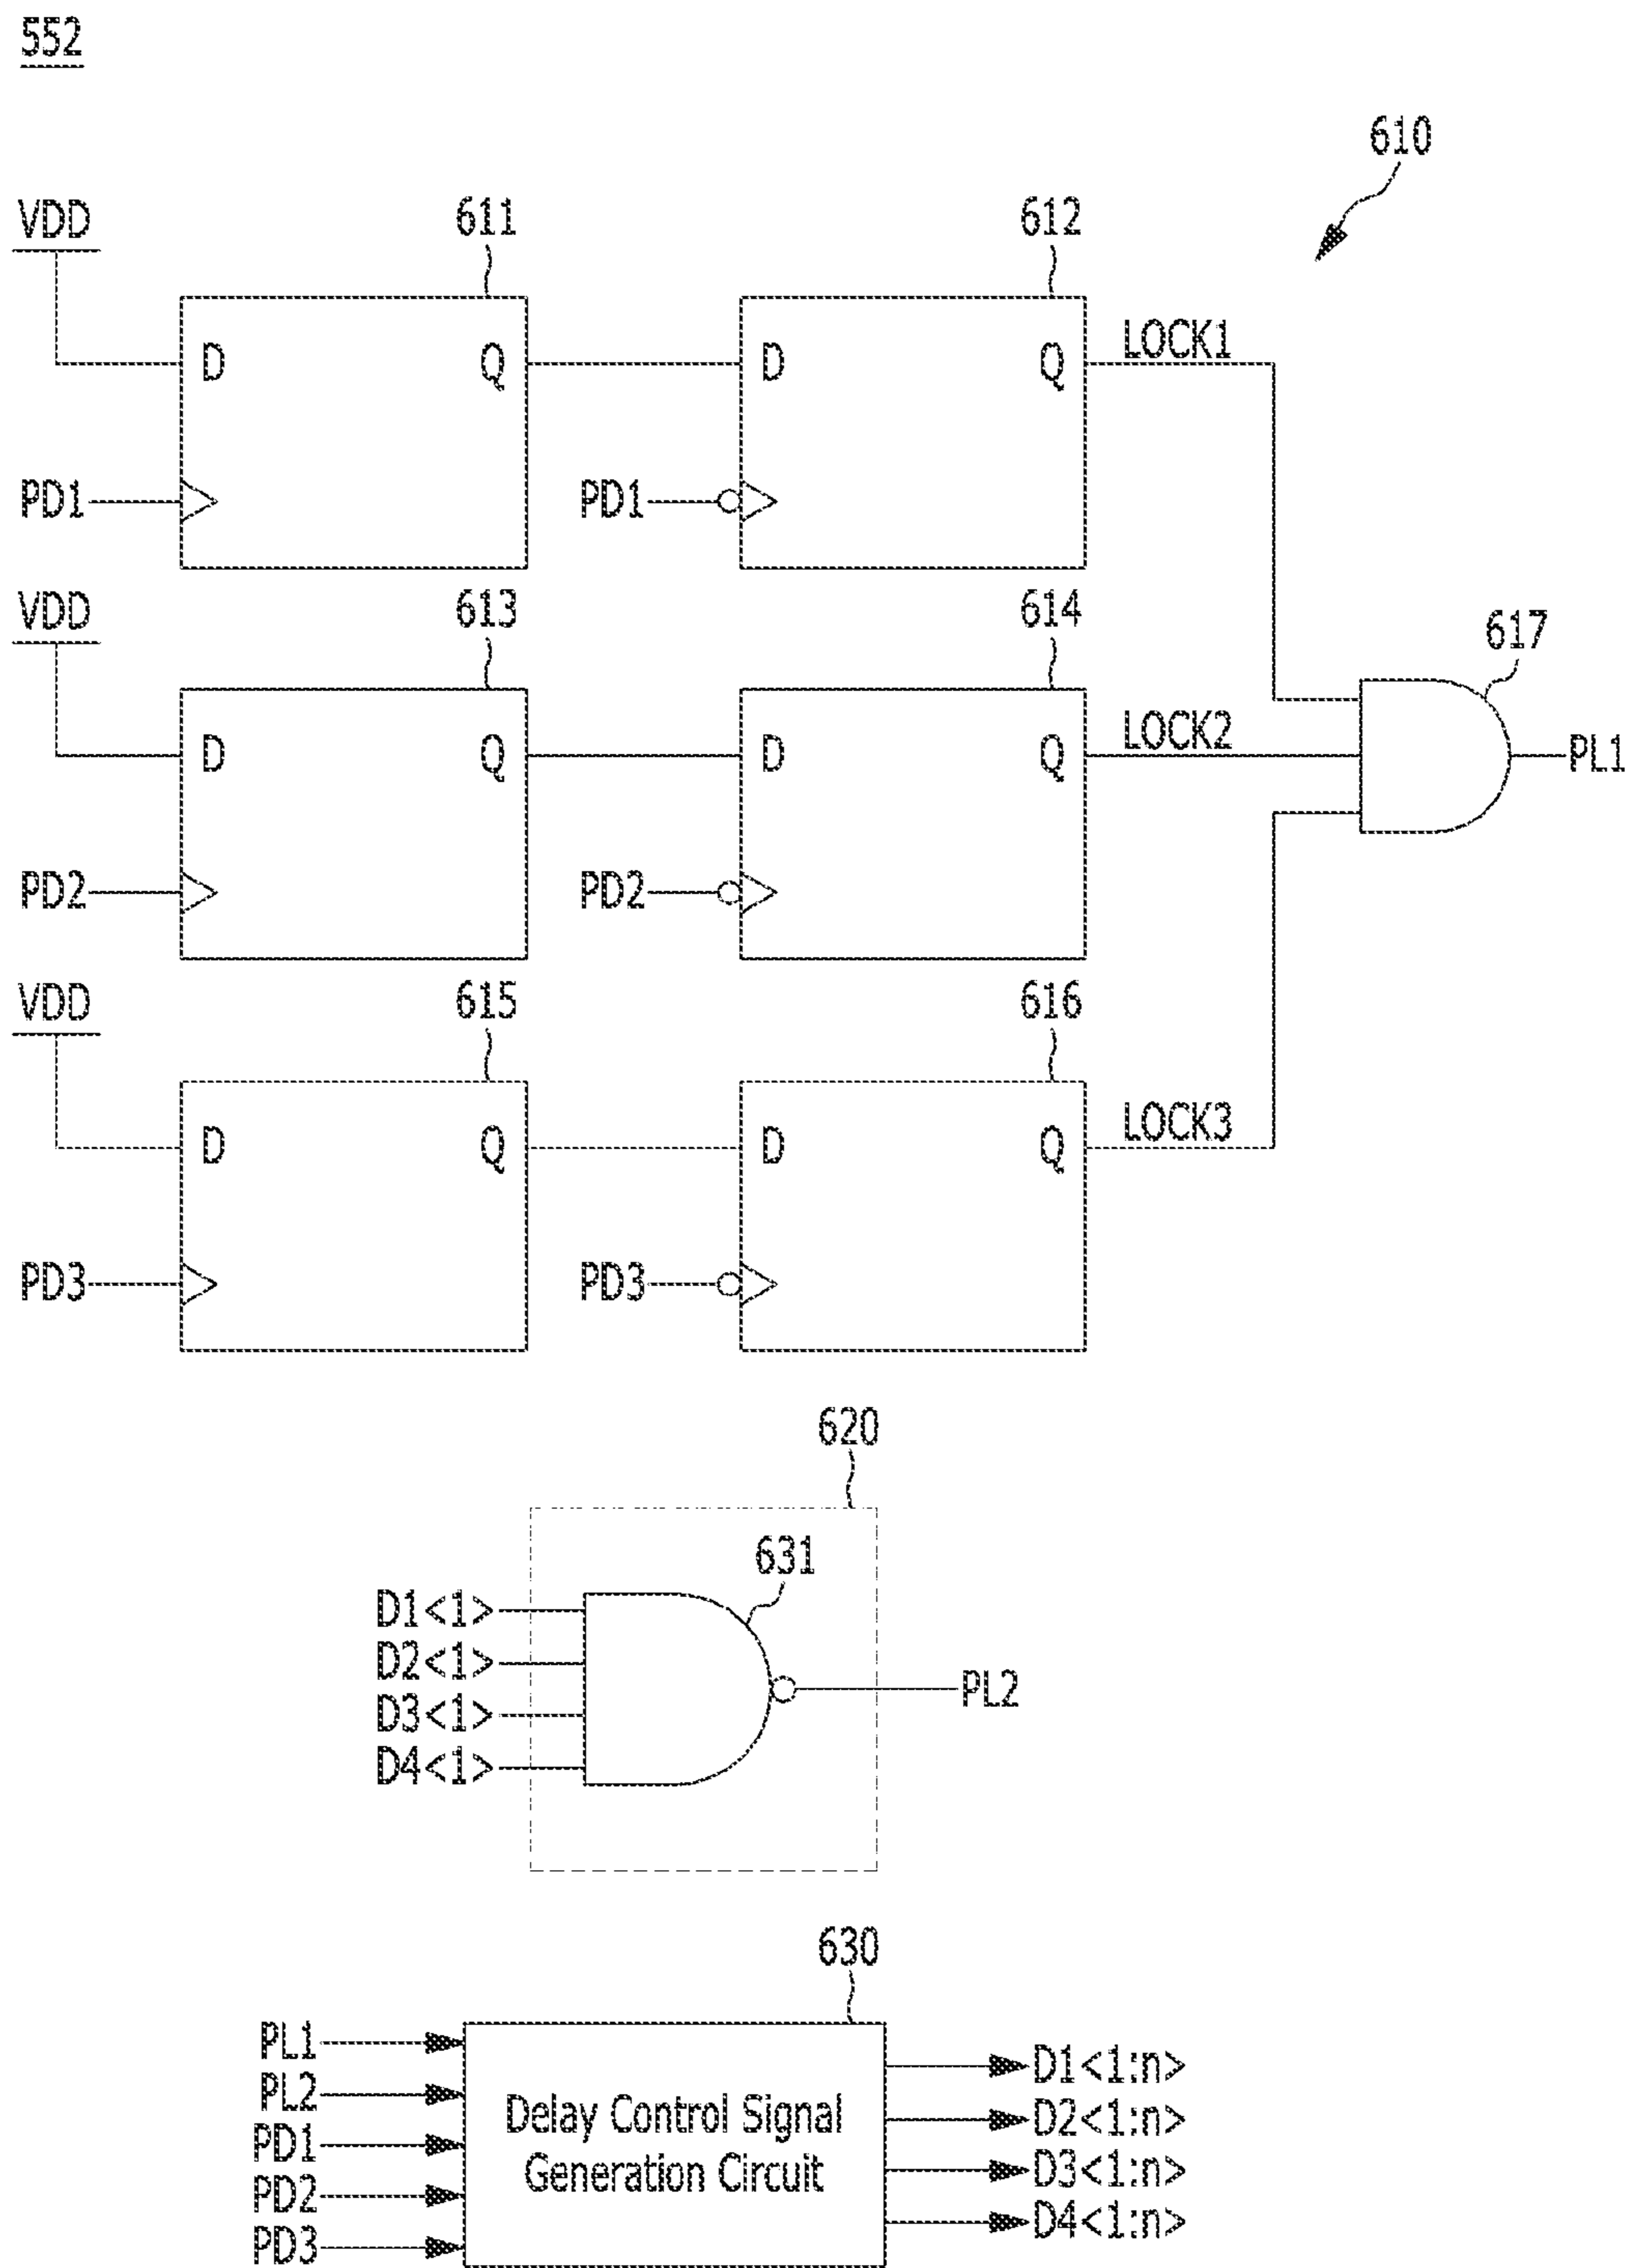 552
610
VDD
611
612
D
Q
D
Q
LOCK1
PD1
PD1
VDD
613
614
617
D
Q
D
Q
LOCK2
PL1
PD2
PD2
VDD
615
616
D
Q
D
Q
LOCK3
PD3
PD3
620
631
D1<1>
D2<1>
D3<1>
D4<1>
PL2
630
PL1
PL2
PD1
PD2
PD3
Delay Control Signal
Generation Circuit
D1<1:n>
D2<1:n>
D3<1:n>
D4<1:n>